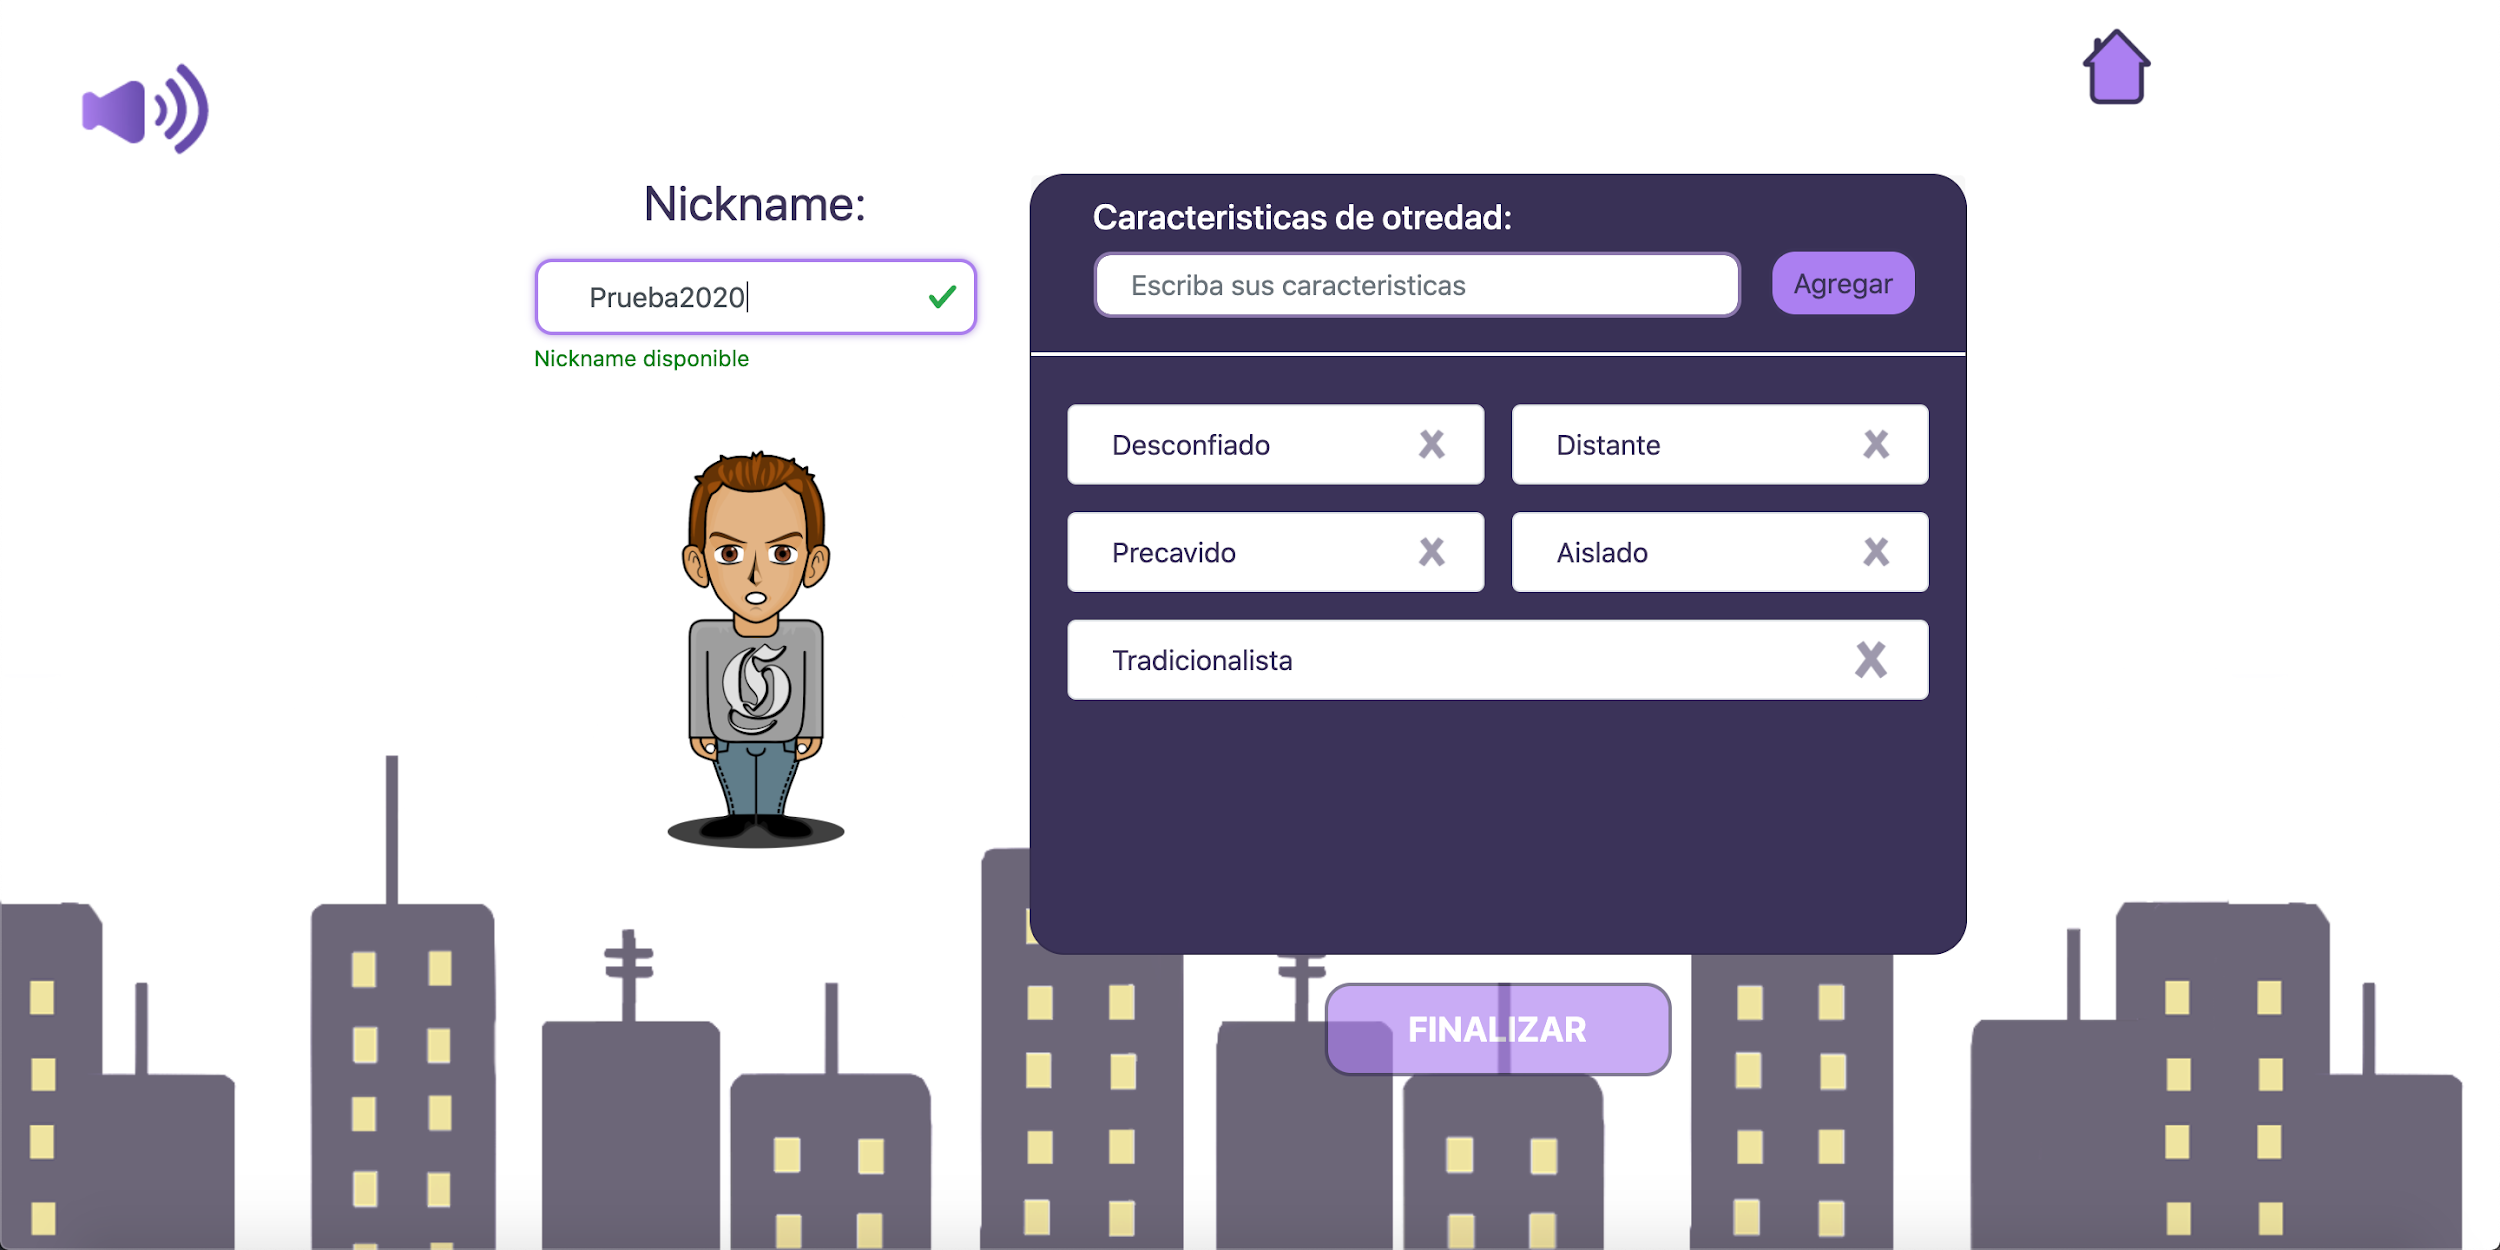 Nickname:
Prueba2020
Nickname disponible
Caracteristicas de otredad:
Escriba sus caracteristicas
Agregar
Desconfiado
Distante
Precavido
Aislado
Tradicionalista
G
FINALIZAR